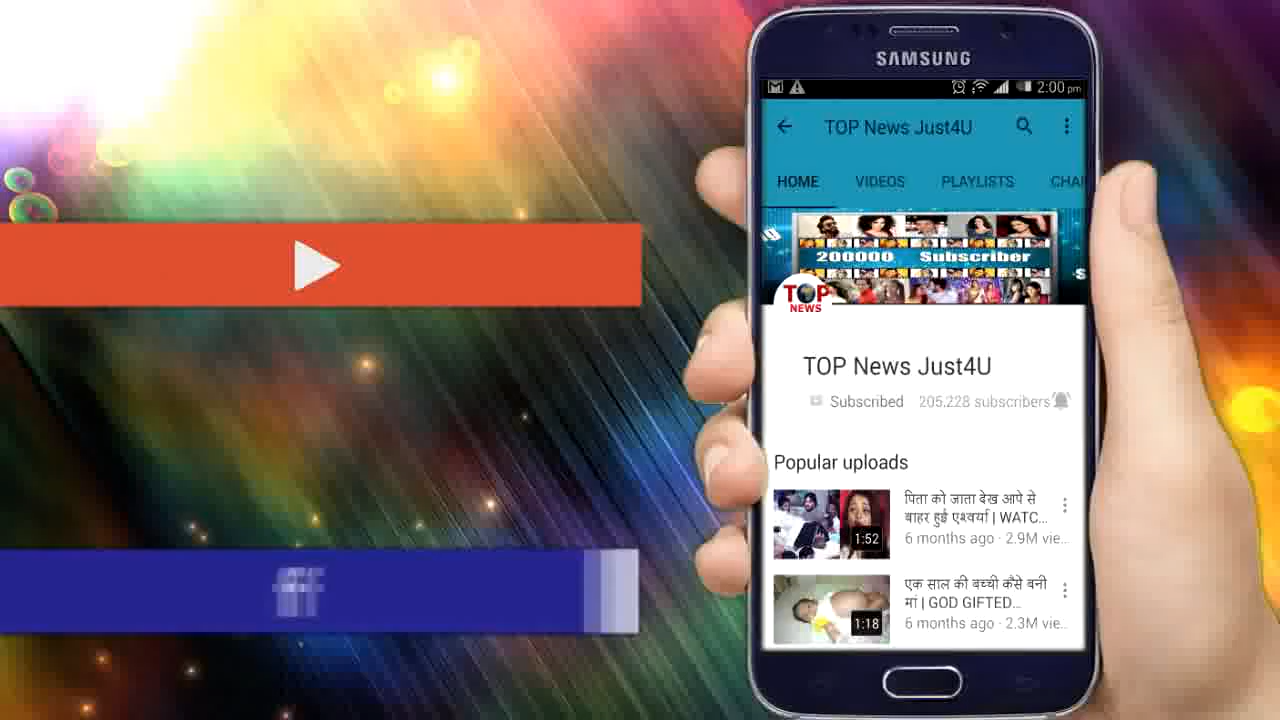 SAMSUNG
2:00 pm
TOP News Just4U
HOME VIDEOS PLAYLISTS CHAI
200000 Subscriber
TOP
NEWS
TOP News Just4U
Subscribed 205,228 subscribers
Popular uploads
पिता को जाता देख आपे से
बाहर हुई एश्वर्या | WATC...
6 months ago · 2.9M vie...
1:52
एक साल की बच्ची कैसे बनी
मां | GOD GIFTED...
6 months ago · 2.3M vie...
1:18